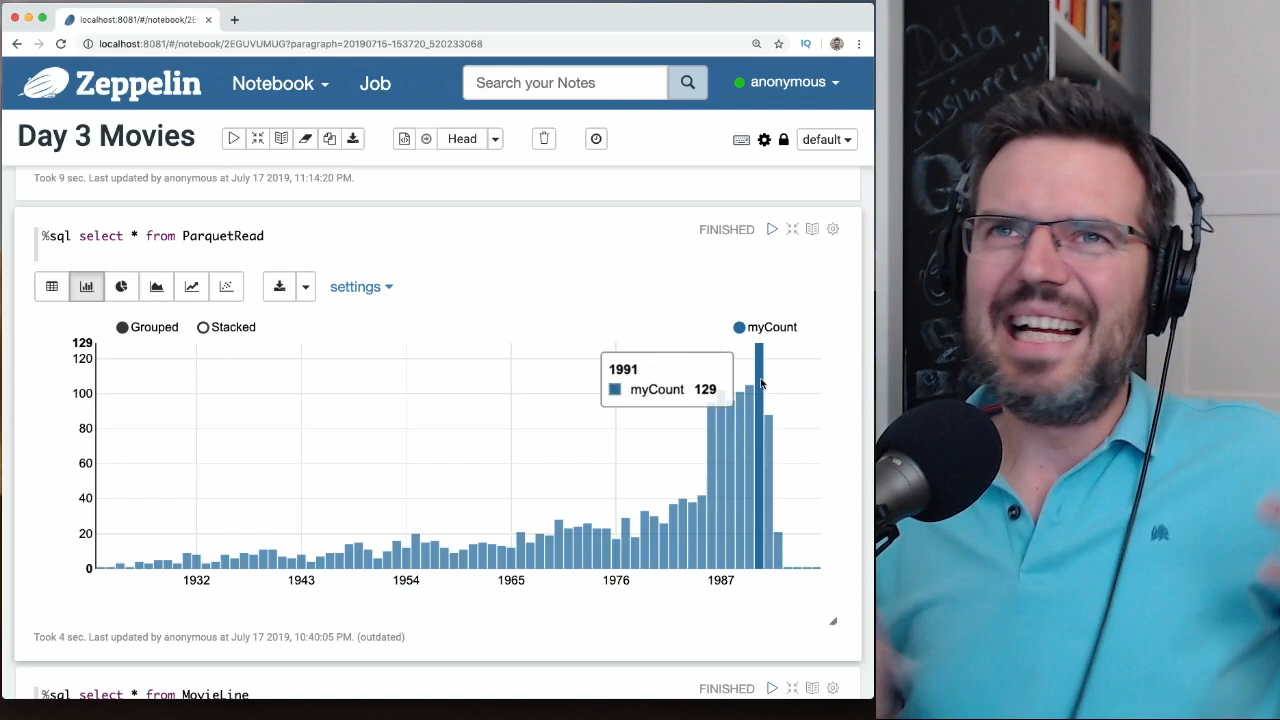 localhost:8081/#/notebook/2E
localhost:8081/#/notebook/2EGUVUMUG?paragraph=20190715-153720_520233068
IQ
Zeppelin
Notebook
Job
Search your Notes
anonymous
Day 3 Movies
Head
default
Took 9 sec. Last updated by anonymous at July 17 2019, 11:14:20 PM.
%sql select * from ParquetRead
FINISHED
settings
Grouped
Stacked
myCount
129
120
100
80
60
40
20
0
1991
myCount 129
1932
1943
1954
1965
1976
1987
Took 4 sec. Last updated by anonymous at July 17 2019, 10:40:05 PM. (outdated)
%sql select * from MovieLine
FINISHED
Data